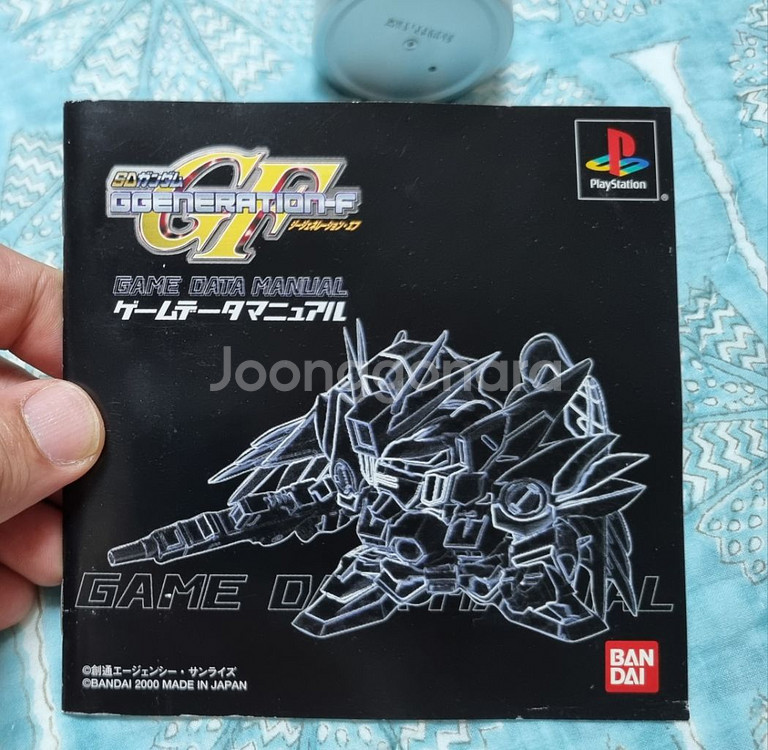 SDガンダム
GGENERATION-F
ジージェネレーション・エフ
PlayStation
®
GAME DATA MANUAL
ゲームデータマニュアル
Joonggonara
GAME DATA MANUAL
©創通エージェンシー・サンライズ
©BANDAI 2000 MADE IN JAPAN
BAN
DAI